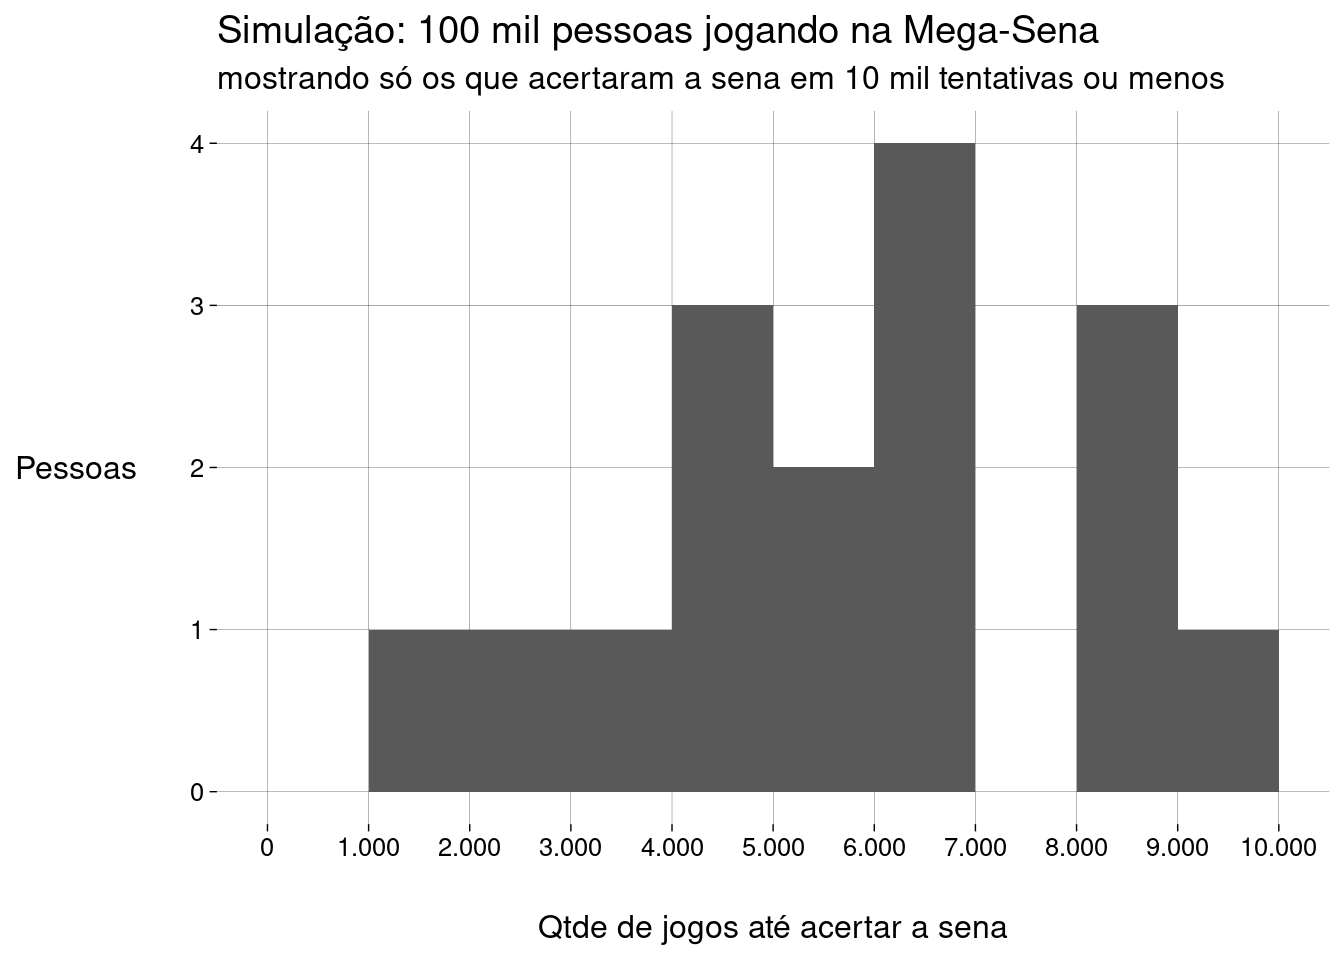 Simulação: 100 mil pessoas jogando na Mega-Sena
mostrando só os que acertaram a sena em 10 mil tentativas ou menos
4
3
Pessoas
2
1
0
0 1.000 2.000 3.000 4.000 5.000 6.000 7.000 8.000 9.000 10.000
Qtde de jogos até acertar a sena